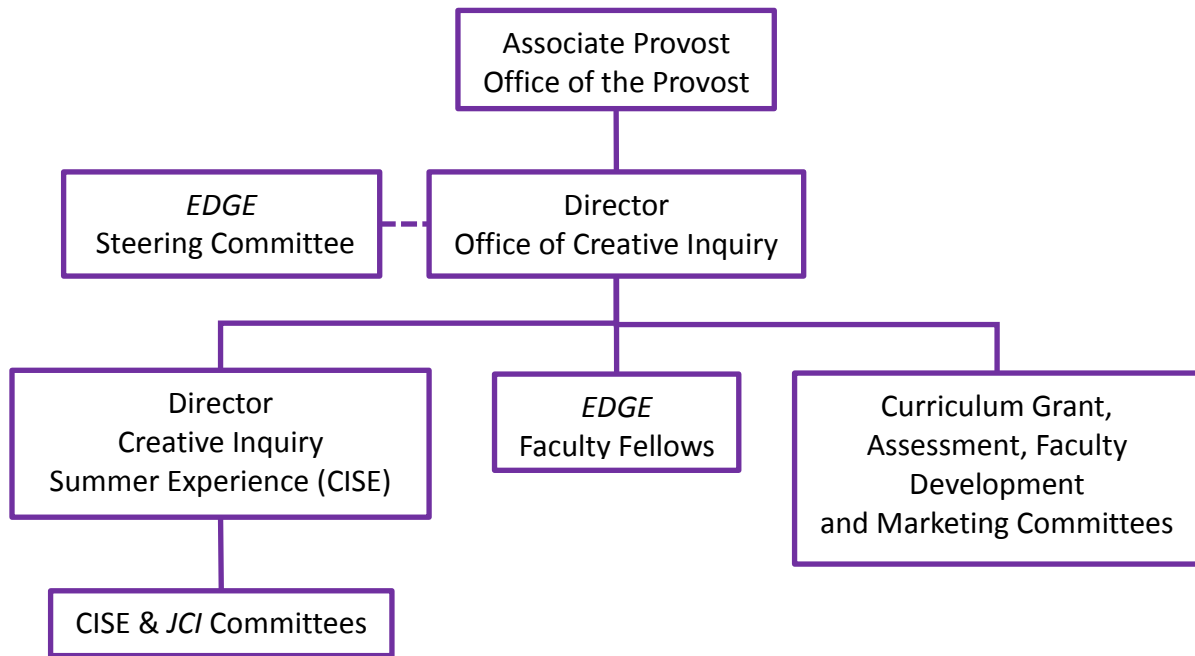 Associate Provost
Office of the Provost
EDGE
Steering Committee
Director
Office of Creative Inquiry
Director
Creative Inquiry
Summer Experience (CISE)
EDGE
Faculty Fellows
Curriculum Grant,
Assessment, Faculty
Development
and Marketing Committees
CISE & JCI Committees